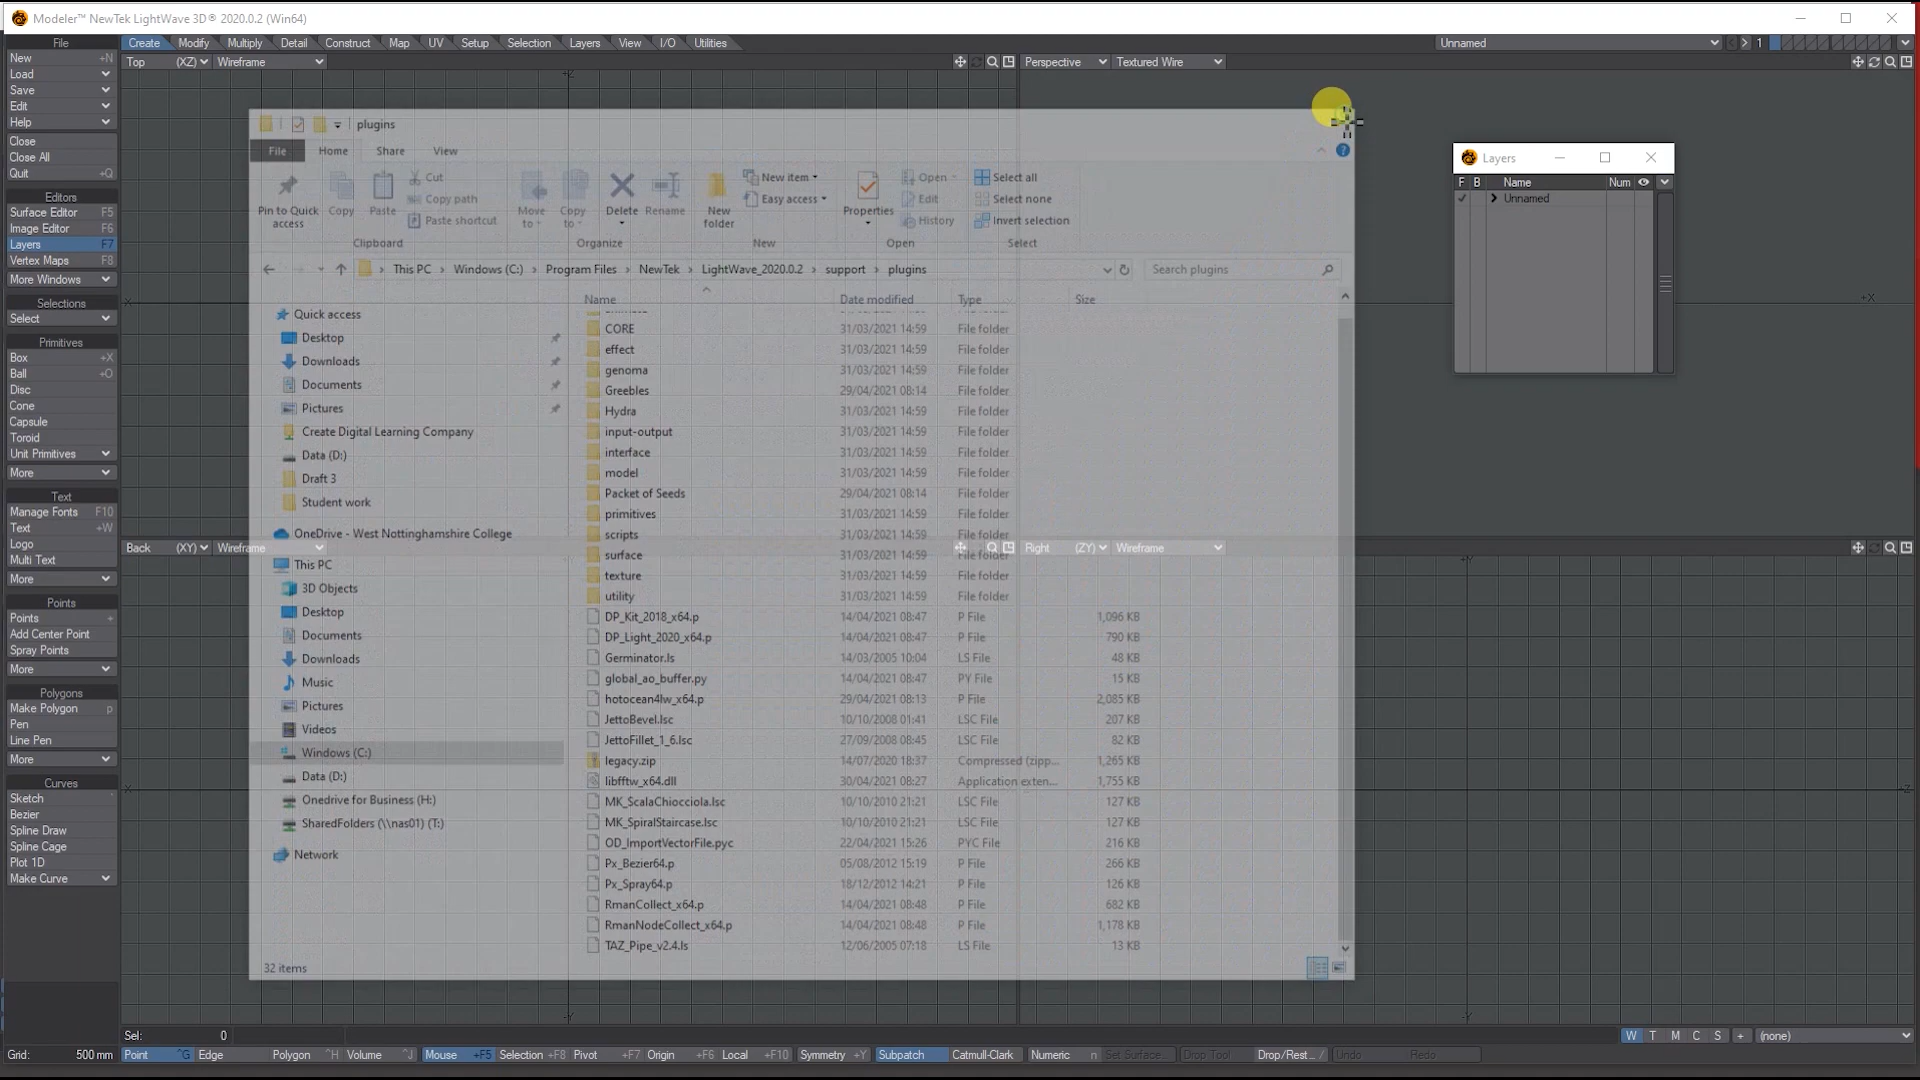 Modeler™ NewTek LightWave 3D® 2020.0.2 (Win64)
File
Create Modify Multiply Detail Construct Map UV Setup Selection Layers View I/O Utilities
Unnamed
1
New +N
Load
Save
Edit
Help
Close
Close All
Quit +Q
Editors
Surface Editor F5
Image Editor F6
Layers F7
Vertex Maps F8
More Windows
Selections
Select
Primitives
Box +X
Ball +O
Disc
Cone
Capsule
Toroid
Unit Primitives
More
Text
Manage Fonts F10
Text +W
Logo
Multi Text
More
Points
Points +
Add Center Point
Spray Points
More
Polygons
Make Polygon p
Pen
Line Pen
More
Curves
Sketch
Bezier
Spline Draw
Spline Cage
Plot 1D
Make Curve
Top (XZ) Wireframe
Perspective Textured Wire
Back (XY) Wireframe
Right (ZY) Wireframe
+X
plugins
File Home Share View
Pin to Quick access
Copy
Paste
Cut
Copy path
Paste shortcut
Clipboard
Move to
Copy to
Delete
Rename
Organize
New folder
New item
Easy access
New
Properties
Open
Edit
History
Open
Select all
Select none
Invert selection
Select
This PC > Windows (C:) > Program Files > NewTek > LightWave_2020.0.2 > support > plugins
Search plugins
Quick access
Desktop
Downloads
Documents
Pictures
Create Digital Learning Company
Data (D:)
Draft 3
Student work
OneDrive - West Nottinghamshire College
This PC
3D Objects
Desktop
Documents
Downloads
Music
Pictures
Videos
Windows (C:)
Data (D:)
Onedrive for Business (H:)
SharedFolders (\\nas01) (T:)
Network
Name Date modified Type Size
CORE 31/03/2021 14:59 File folder
effect 31/03/2021 14:59 File folder
genoma 31/03/2021 14:59 File folder
Greebles 29/04/2021 08:14 File folder
Hydra 31/03/2021 14:59 File folder
input-output 31/03/2021 14:59 File folder
interface 31/03/2021 14:59 File folder
model 31/03/2021 14:59 File folder
Packet of Seeds 29/04/2021 08:14 File folder
primitives 31/03/2021 14:59 File folder
scripts 31/03/2021 14:59 File folder
surface 31/03/2021 14:59 File folder
texture 31/03/2021 14:59 File folder
utility 31/03/2021 14:59 File folder
DP_Kit_2018_x64.p 14/04/2021 08:47 P File 1,096 KB
DP_Light_2020_x64.p 14/04/2021 08:47 P File 790 KB
Germinator.ls 14/03/2005 10:04 LS File 48 KB
global_ao_buffer.py 14/04/2021 08:47 PY File 15 KB
hotocean4lw_x64.p 29/04/2021 08:13 P File 2,085 KB
JettoBevel.lsc 10/10/2008 01:41 LSC File 207 KB
JettoFillet_1_6.lsc 27/09/2008 08:45 LSC File 82 KB
legacy.zip 14/07/2020 18:37 Compressed (zipp... 1,265 KB
libfftw_x64.dll 30/04/2021 08:27 Application exten... 1,755 KB
MK_ScalaChiocciola.lsc 10/10/2010 21:21 LSC File 127 KB
MK_SpiralStaircase.lsc 10/10/2010 21:21 LSC File 127 KB
OD_ImportVectorFile.pyc 22/04/2021 15:26 PYC File 216 KB
Px_Bezier64.p 05/08/2012 15:19 P File 266 KB
Px_Spray64.p 18/12/2012 14:21 P File 126 KB
RmanCollect_x64.p 14/04/2021 08:48 P File 682 KB
RmanNodeCollect_x64.p 14/04/2021 08:48 P File 1,178 KB
TAZ_Pipe_v2.4.ls 12/06/2005 07:18 LS File 13 KB
32 items
Layers
F B Name Num
Unnamed
Sel: 0
W T M C S + (none)
Grid: 500 mm
Point ^G Edge Polygon ^H Volume ^J Mouse +F5 Selection +F8 Pivot +F7 Origin +F6 Local +F10 Symmetry +Y Subpatch Catmull-Clark Numeric n Set Surface... Drop Tool Drop/Rest... / Undo Redo